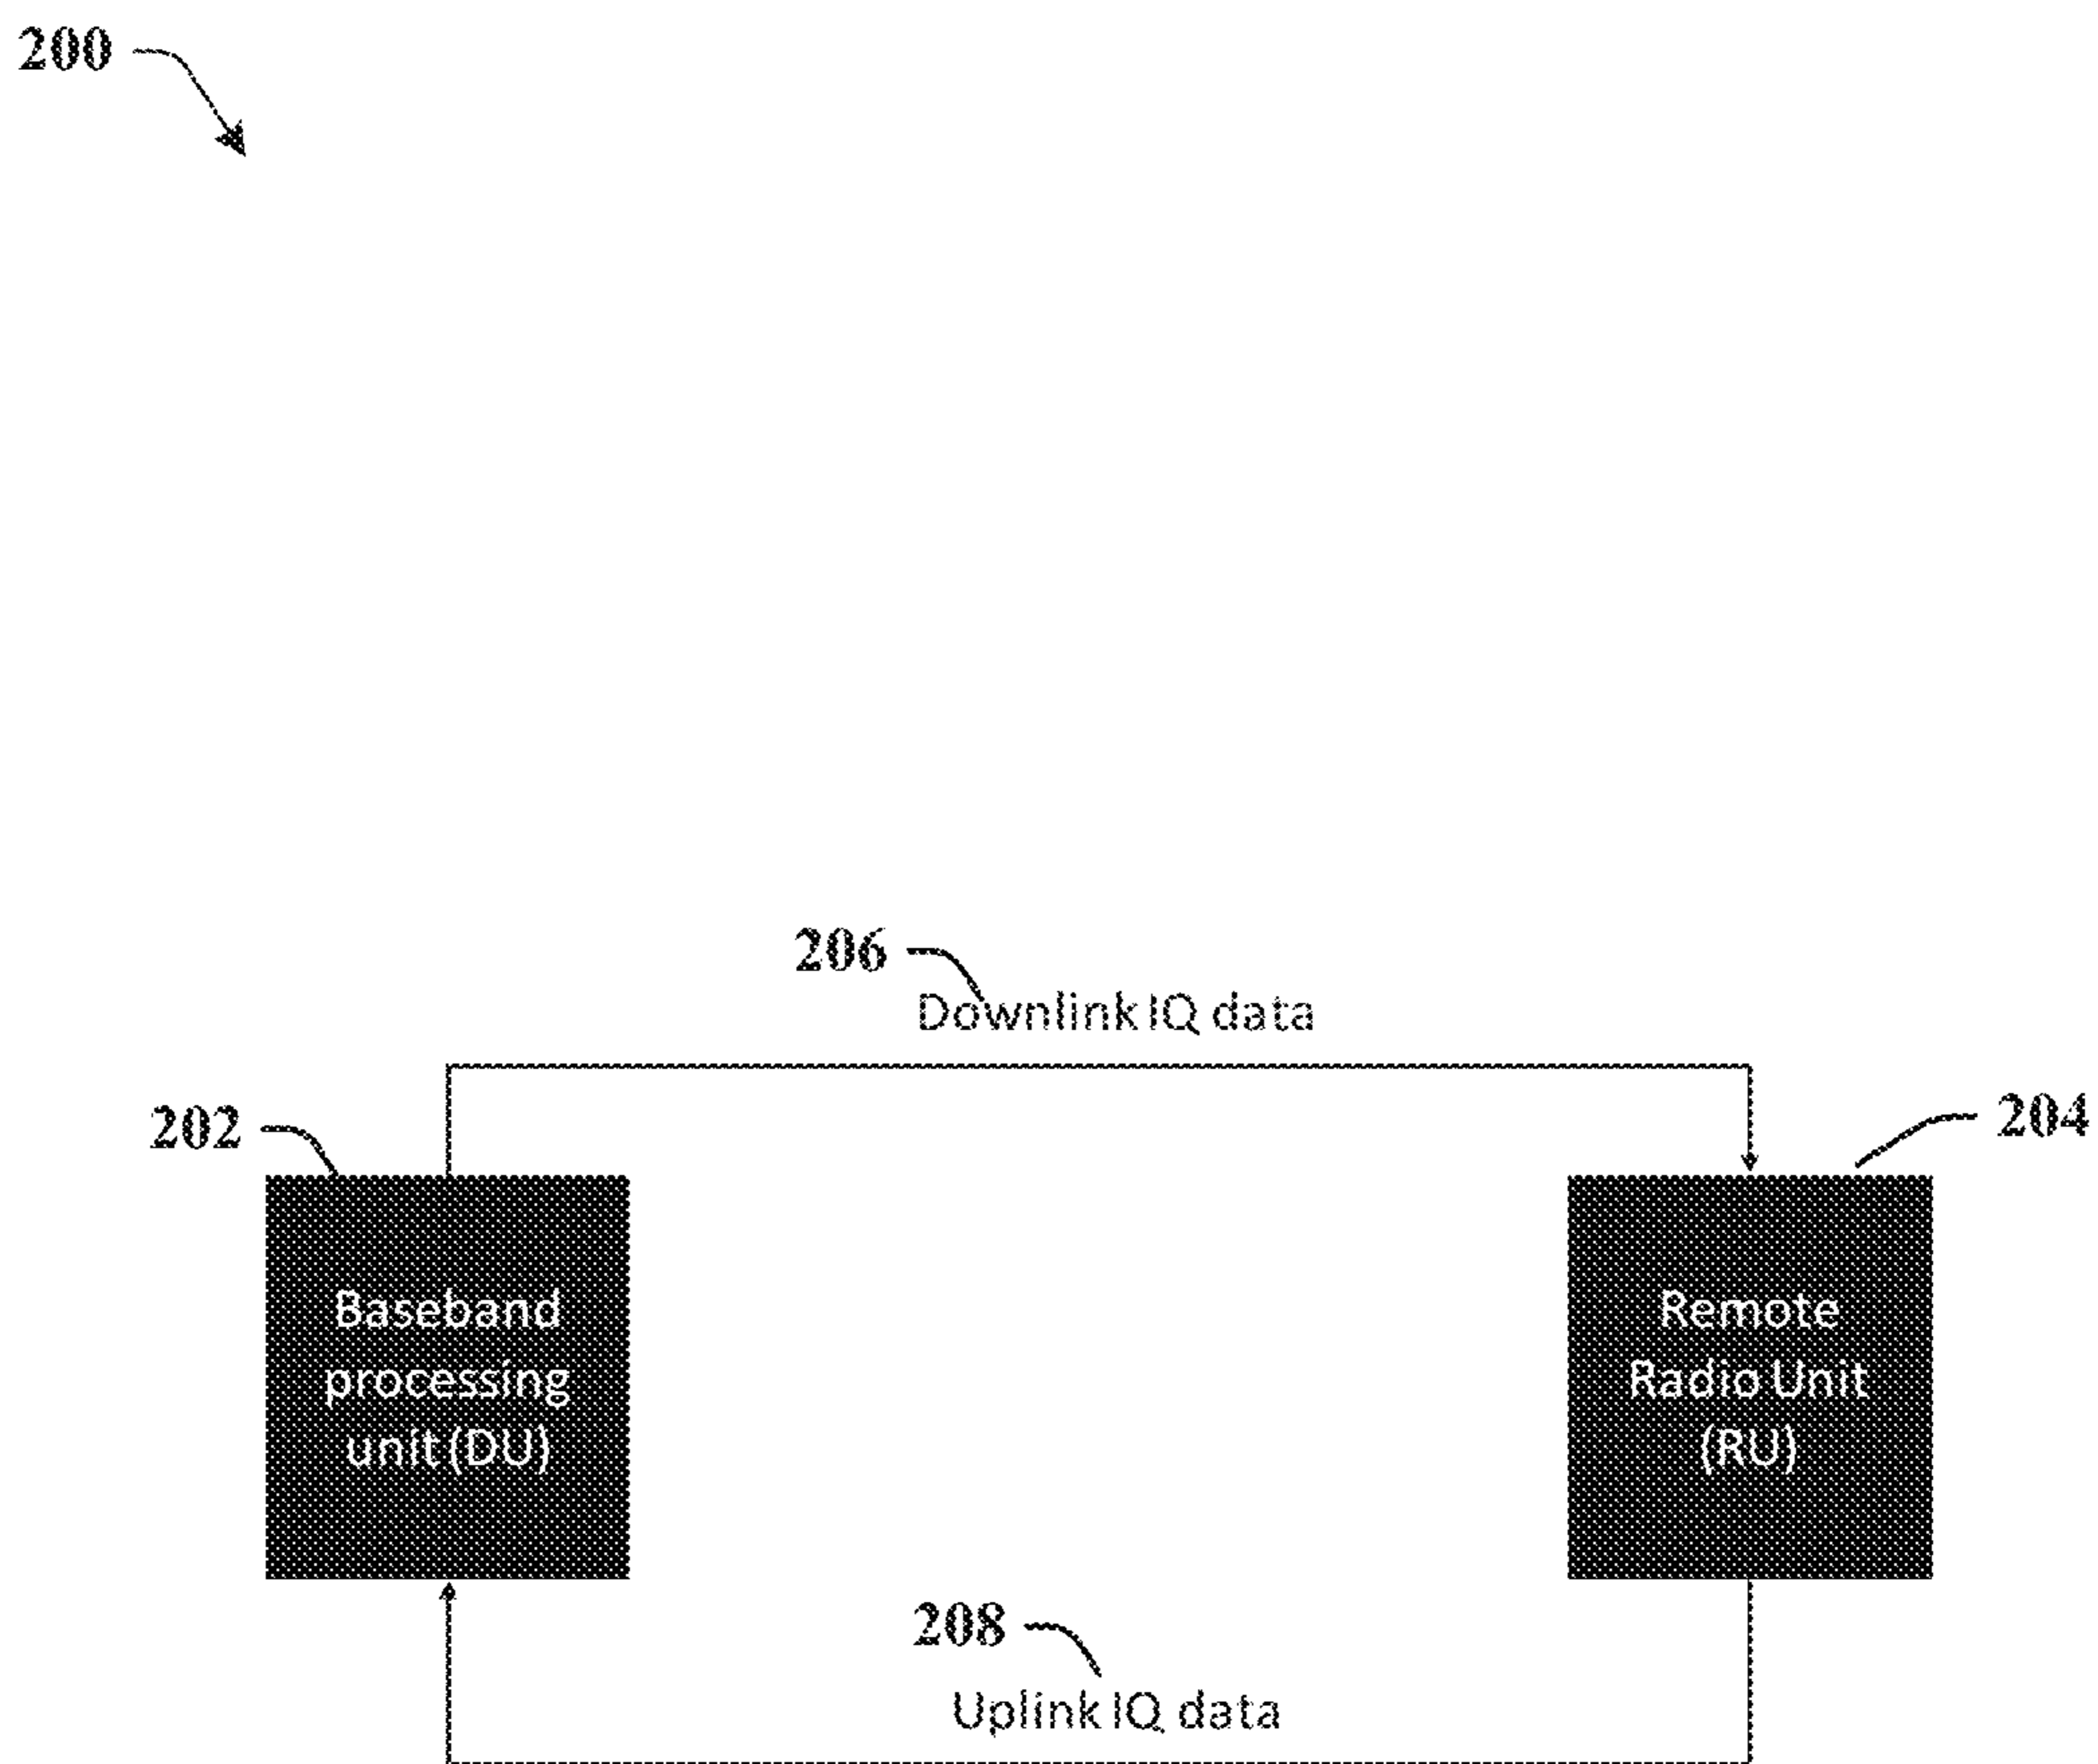 200
206
Downlink IQ data
202
204
Baseband
processing
unit (DU)
Remote
Radio Unit
(RU)
208
Uplink IQ data